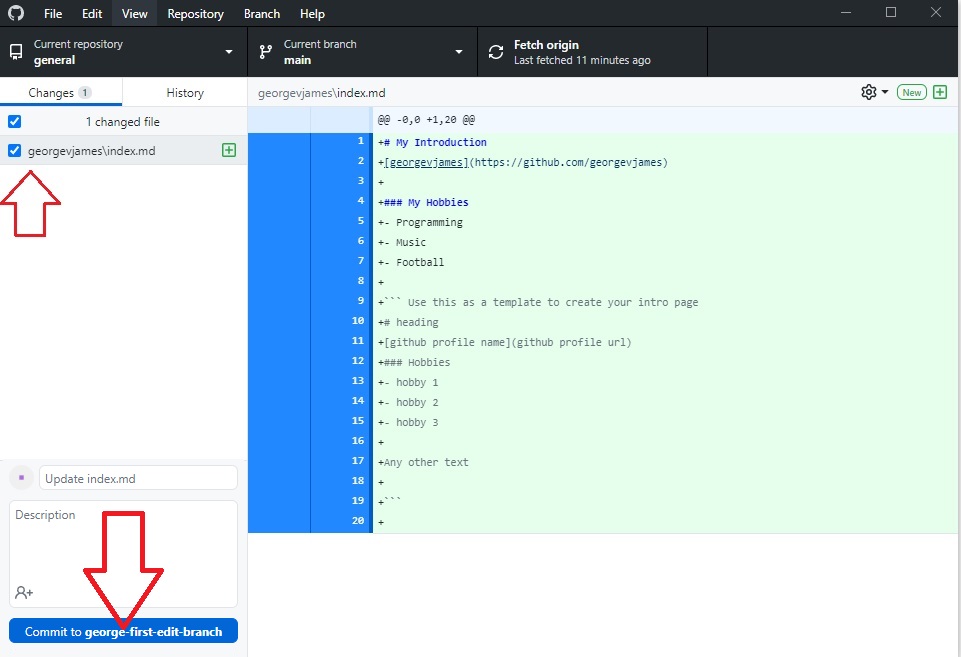 File Edit View Repository Branch Help
Current repository
general
Current branch
main
Fetch origin
Last fetched 11 minutes ago
Changes 1 History
georgevjames\index.md
New
1 changed file
georgevjames\index.md
@@ -0,0 +1,20 @@
1 +# My Introduction
2 +[georgevjames](https://github.com/georgevjames)
3 +
4 +### My Hobbies
5 +- Programming
6 +- Music
7 +- Football
8 +
9 +``` Use this as a template to create your intro page
10 +# heading
11 +[github profile name](github profile url)
12 +### Hobbies
13 +- hobby 1
14 +- hobby 2
15 +- hobby 3
16 +
17 +Any other text
18 +
19 +```
20 +
Update index.md
Description
Commit to george-first-edit-branch